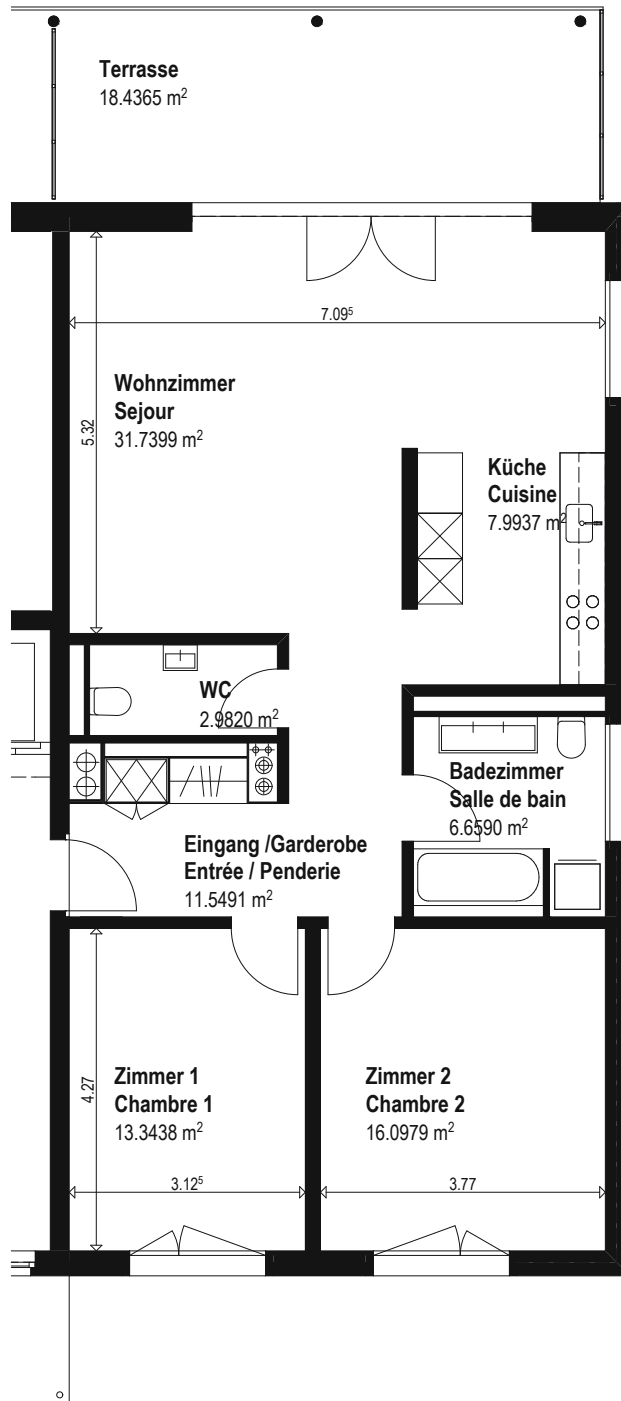 Terrasse
18.4365 m²
7.09⁵
5.32
Wohnzimmer
Sejour
31.7399 m²
Küche
Cuisine
7.9937 m²
WC
2.9820 m²
Badezimmer
Salle de bain
6.6590 m²
Eingang /Garderobe
Entrée / Penderie
11.5491 m²
4.27
Zimmer 1
Chambre 1
13.3438 m²
Zimmer 2
Chambre 2
16.0979 m²
3.12⁵
3.77